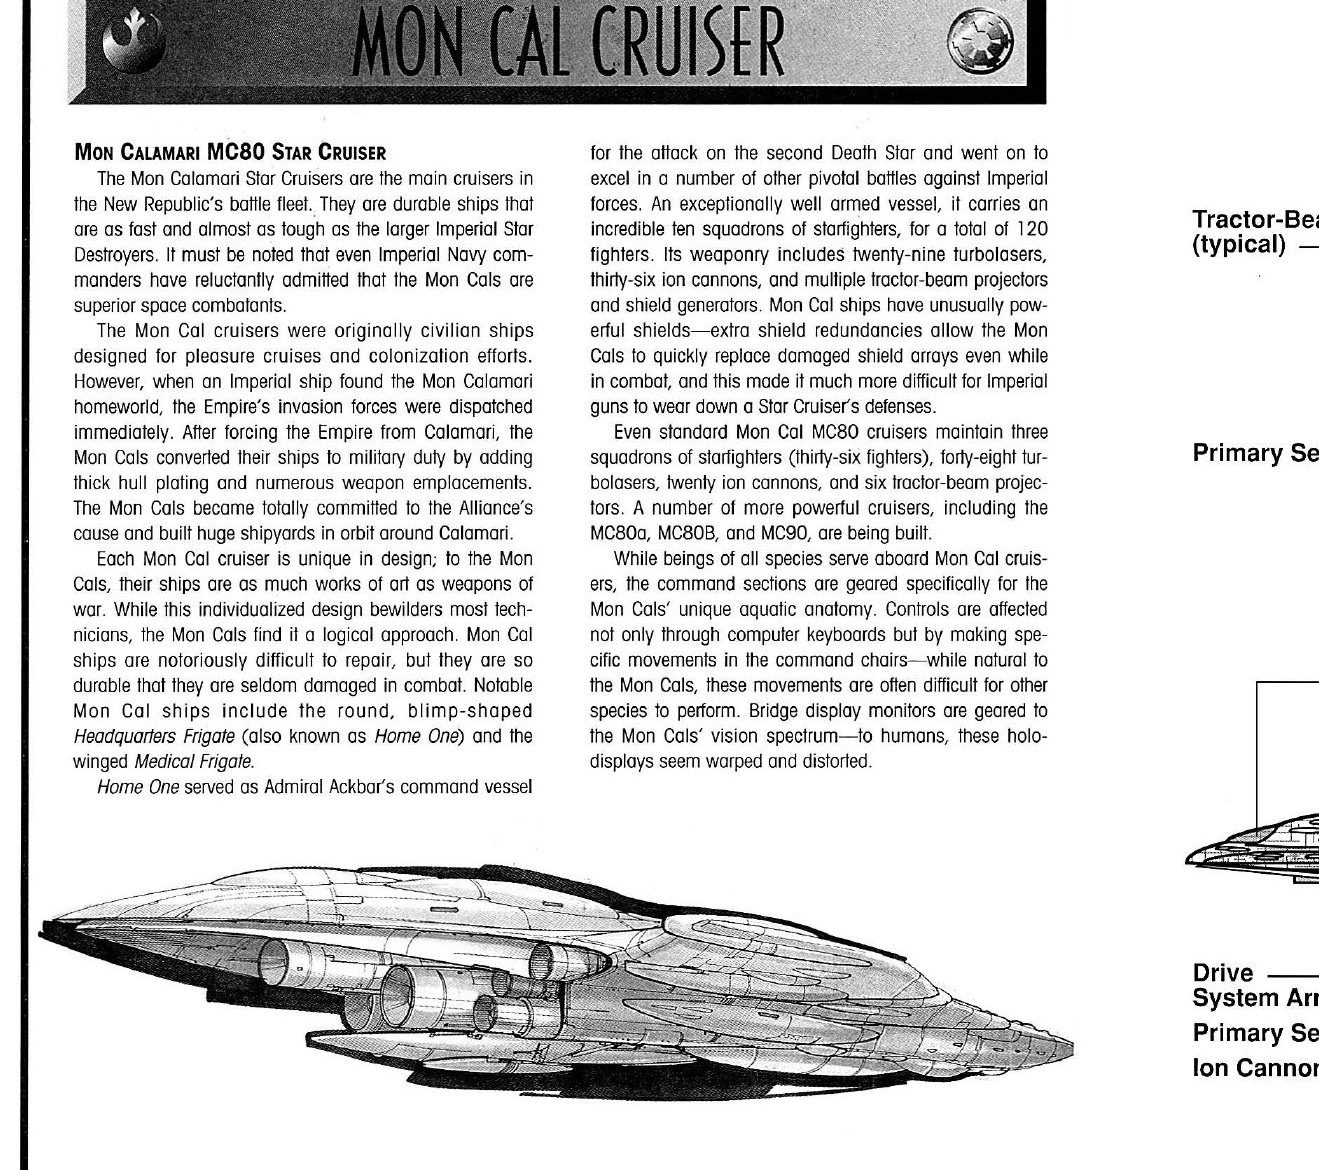 MON CAL CRUISER
MON CALAMARI MC80 STAR CRUISER
The Mon Calamari Star Cruisers are the main cruisers in
the New Republic's battle fleet. They are durable ships that
are as fast and almost as tough as the larger Imperial Star
Destroyers. It must be noted that even Imperial Navy com-
manders have reluctantly admitted that the Mon Cals are
superior space combatants.
The Mon Cal cruisers were originally civilian ships
designed for pleasure cruises and colonization efforts.
However, when an Imperial ship found the Mon Calamari
homeworld, the Empire's invasion forces were dispatched
immediately. After forcing the Empire from Calamari, the
Mon Cals converted their ships to military duty by adding
thick hull plating and numerous weapon emplacements.
The Mon Cals became totally committed to the Alliance's
cause and built huge shipyards in orbit around Calamari.
Each Mon Cal cruiser is unique in design; to the Mon
Cals, their ships are as much works of art as weapons of
war. While this individualized design bewilders most tech-
nicians, the Mon Cals find it a logical approach. Mon Cal
ships are notoriously difficult to repair, but they are so
durable that they are seldom damaged in combat. Notable
Mon Cal ships include the round, blimp-shaped
Headquarters Frigate (also known as Home One) and the
winged Medical Frigate.
Home One served as Admiral Ackbar's command vessel
for the attack on the second Death Star and went on to
excel in a number of other pivotal battles against Imperial
forces. An exceptionally well armed vessel, it carries an
incredible ten squadrons of starfighters, for a total of 120
fighters. Its weaponry includes twenty-nine turbolasers,
thirty-six ion cannons, and multiple tractor-beam projectors
and shield generators. Mon Cal ships have unusually pow-
erful shields—extra shield redundancies allow the Mon
Cals to quickly replace damaged shield arrays even while
in combat, and this made it much more difficult for Imperial
guns to wear down a Star Cruiser's defenses.
Even standard Mon Cal MC80 cruisers maintain three
squadrons of starfighters (thirty-six fighters), forty-eight tur-
bolasers, twenty ion cannons, and six tractor-beam projec-
tors. A number of more powerful cruisers, including the
MC80a, MC80B, and MC90, are being built.
While beings of all species serve aboard Mon Cal cruis-
ers, the command sections are geared specifically for the
Mon Cals' unique aquatic anatomy. Controls are affected
not only through computer keyboards but by making spe-
cific movements in the command chairs—while natural to
the Mon Cals, these movements are often difficult for other
species to perform. Bridge display monitors are geared to
the Mon Cals' vision spectrum—to humans, these holo-
displays seem warped and distorted.
Tractor-Bea
(typical)
Primary Se
Drive
System Arr
Primary Se
Ion Cannon